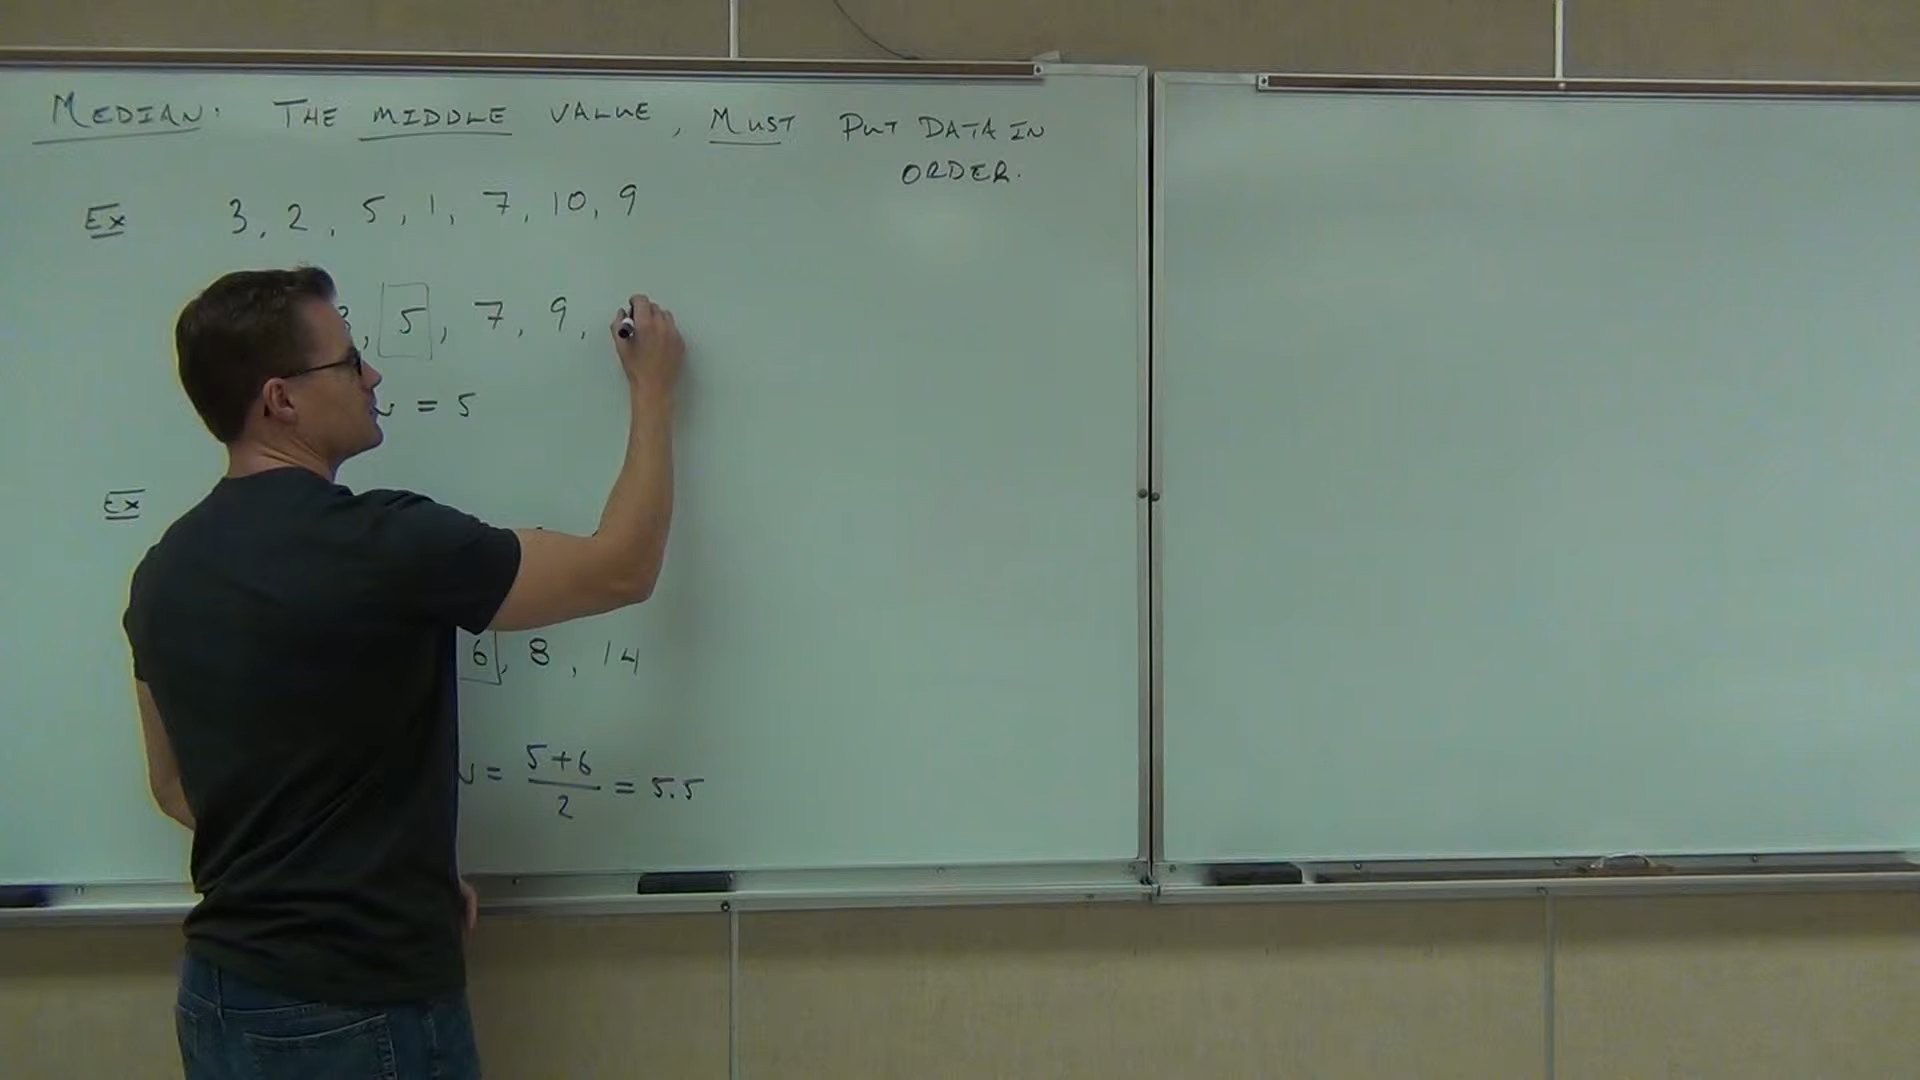 MEDIAN: THE MIDDLE VALUE, MUST PUT DATA IN
ORDER.
Ex 3, 2, 5, 1, 7, 10, 9
, 5, 7, 9,
= 5
Ex
6, 8, 14
= 5+6
2 = 5.5